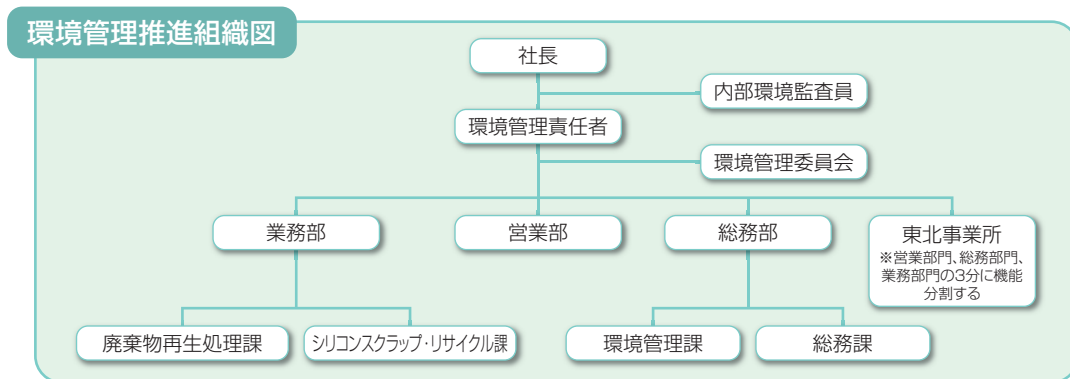 環境管理推進組織図
社長
内部環境監査員
環境管理責任者
環境管理委員会
業務部
営業部
総務部
東北事業所
※営業部門、総務部門、
業務部門の3分に機能
分割する
廃棄物再生処理課
シリコンスクラップ・リサイクル課
環境管理課
総務課